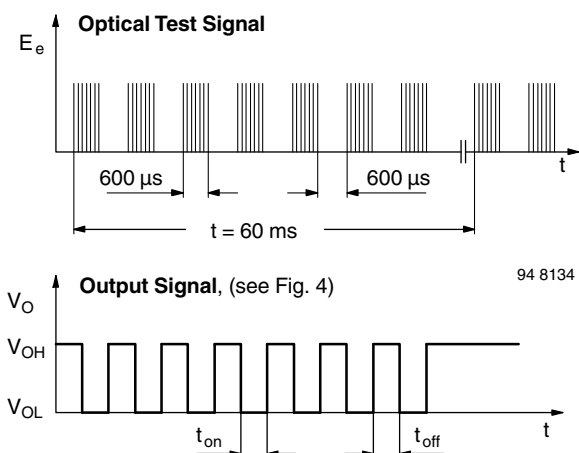 Optical Test Signal
E e
t
600 µs
600 µs
t = 60 ms
94 8134
Output Signal, (see Fig. 4)
VO
VOH
VOL
ton
toff
t